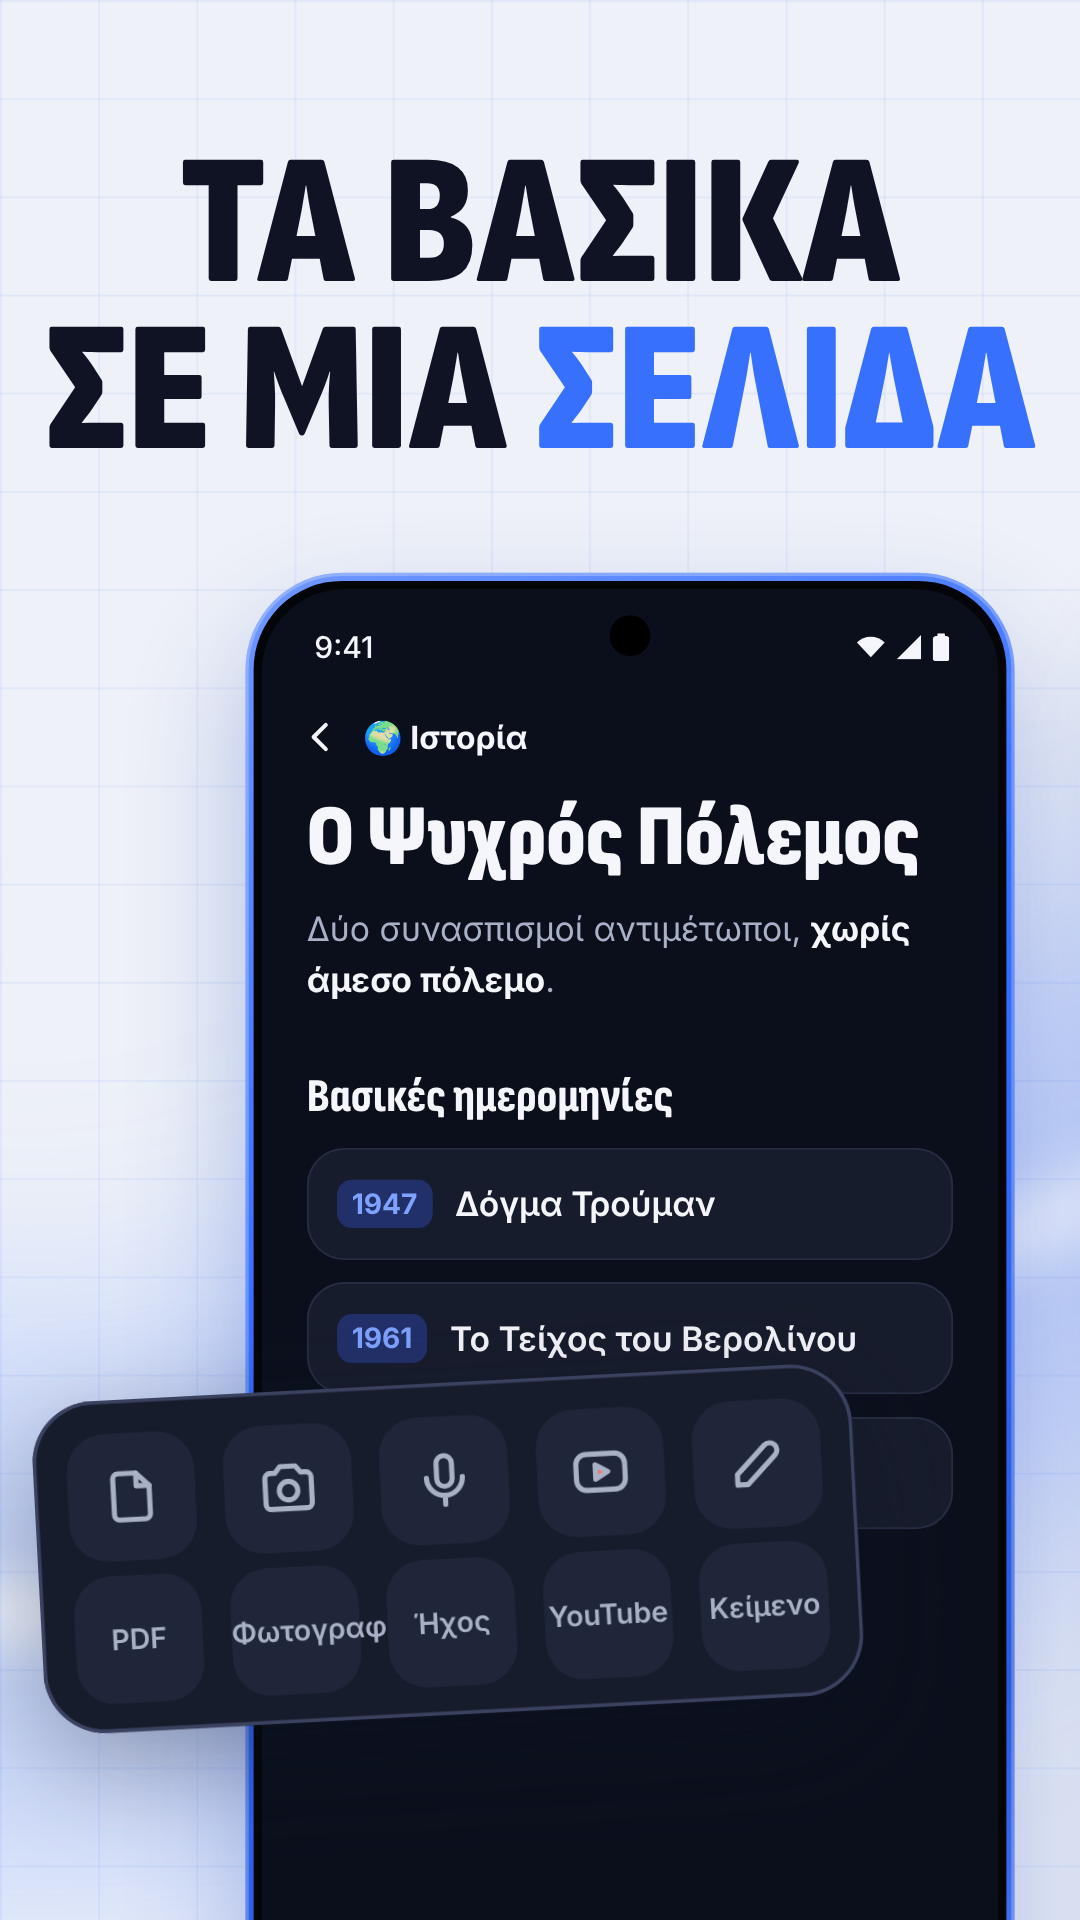 ΤΑ ΒΑΣΙΚΑ
ΣΕ ΜΙΑ ΣΕΛΙΔΑ
9:41
Ιστορία
Ο Ψυχρός Πόλεμος
Δύο συνασπισμοί αντιμέτωποι, χωρίς
άμεσο πόλεμο.
Βασικές ημερομηνίες
1947 Δόγμα Τρούμαν
1961 Το Τείχος του Βερολίνου
PDF Φωτογραφ Ήχος YouTube Κείμενο